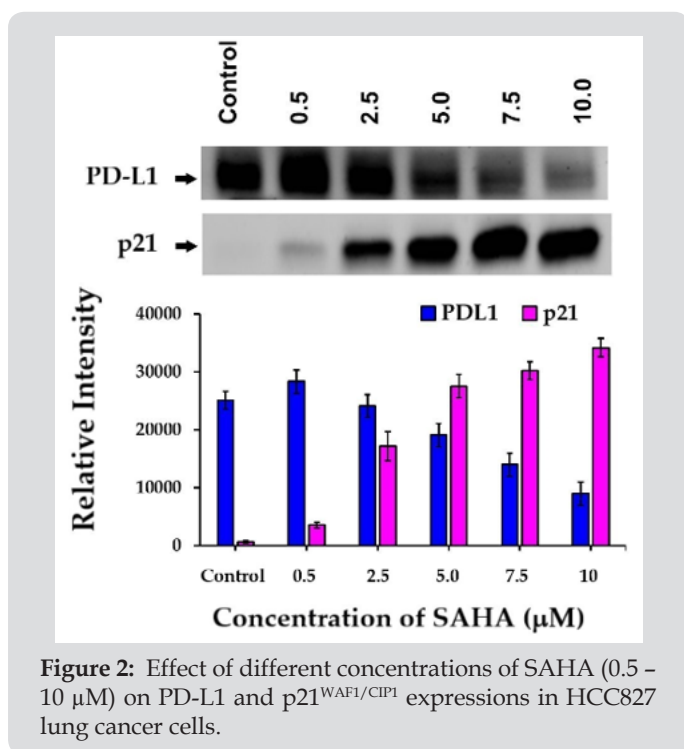 Control 0.5 2.5 5.0 7.5 10.0
PD-L1
p21
Relative Intensity
40000
30000
20000
10000
0
PDL1 p21
Control 0.5 2.5 5.0 7.5 10
Concentration of SAHA (μM)
Figure 2: Effect of different concentrations of SAHA (0.5 –
10 μM) on PD-L1 and p21WAF1/CIP1 expressions in HCC827
lung cancer cells.